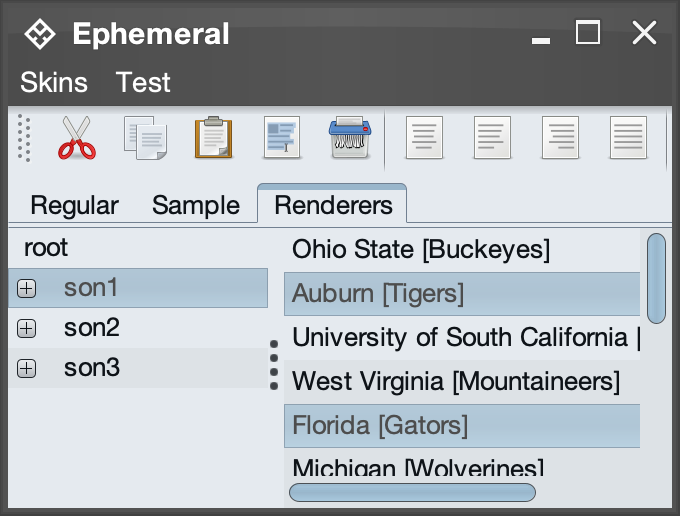 Ephemeral
Skins Test
Regular Sample Renderers
root
son1
son2
son3
Ohio State [Buckeyes]
Auburn [Tigers]
University of South California [
West Virginia [Mountaineers]
Florida [Gators]
Michigan [Wolverines]